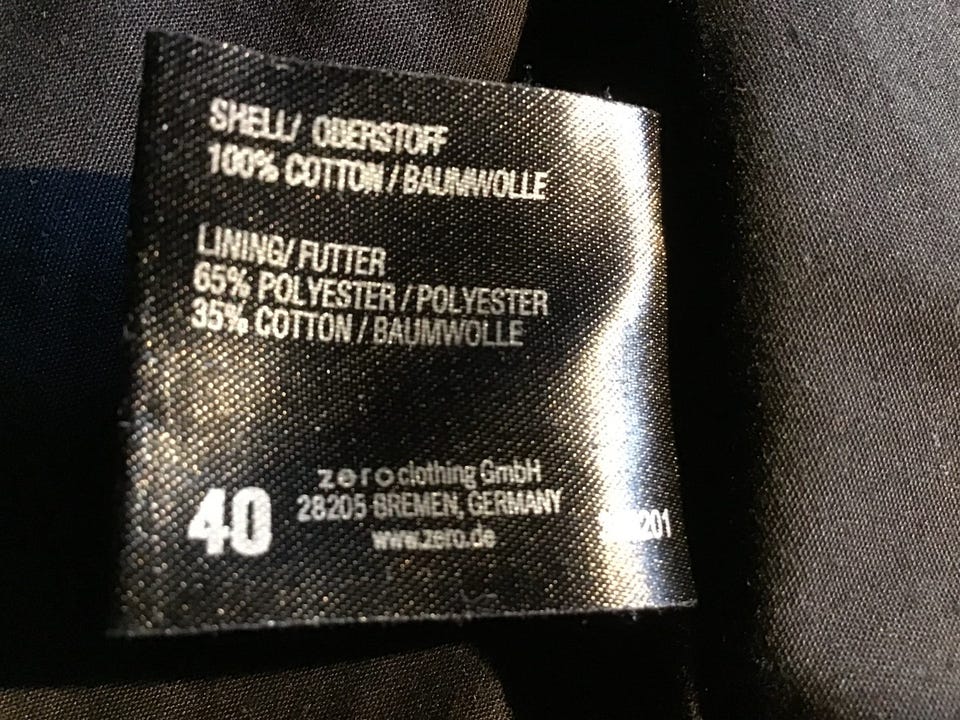 SHELL/ OBERSTOFF
100% COTTON / BAUMWOLLE
LINING/ FUTTER
65% POLYESTER / POLYESTER
35% COTTON / BAUMWOLLE
zero clothing GmbH
28205 BREMEN, GERMANY
www.zero.de
40